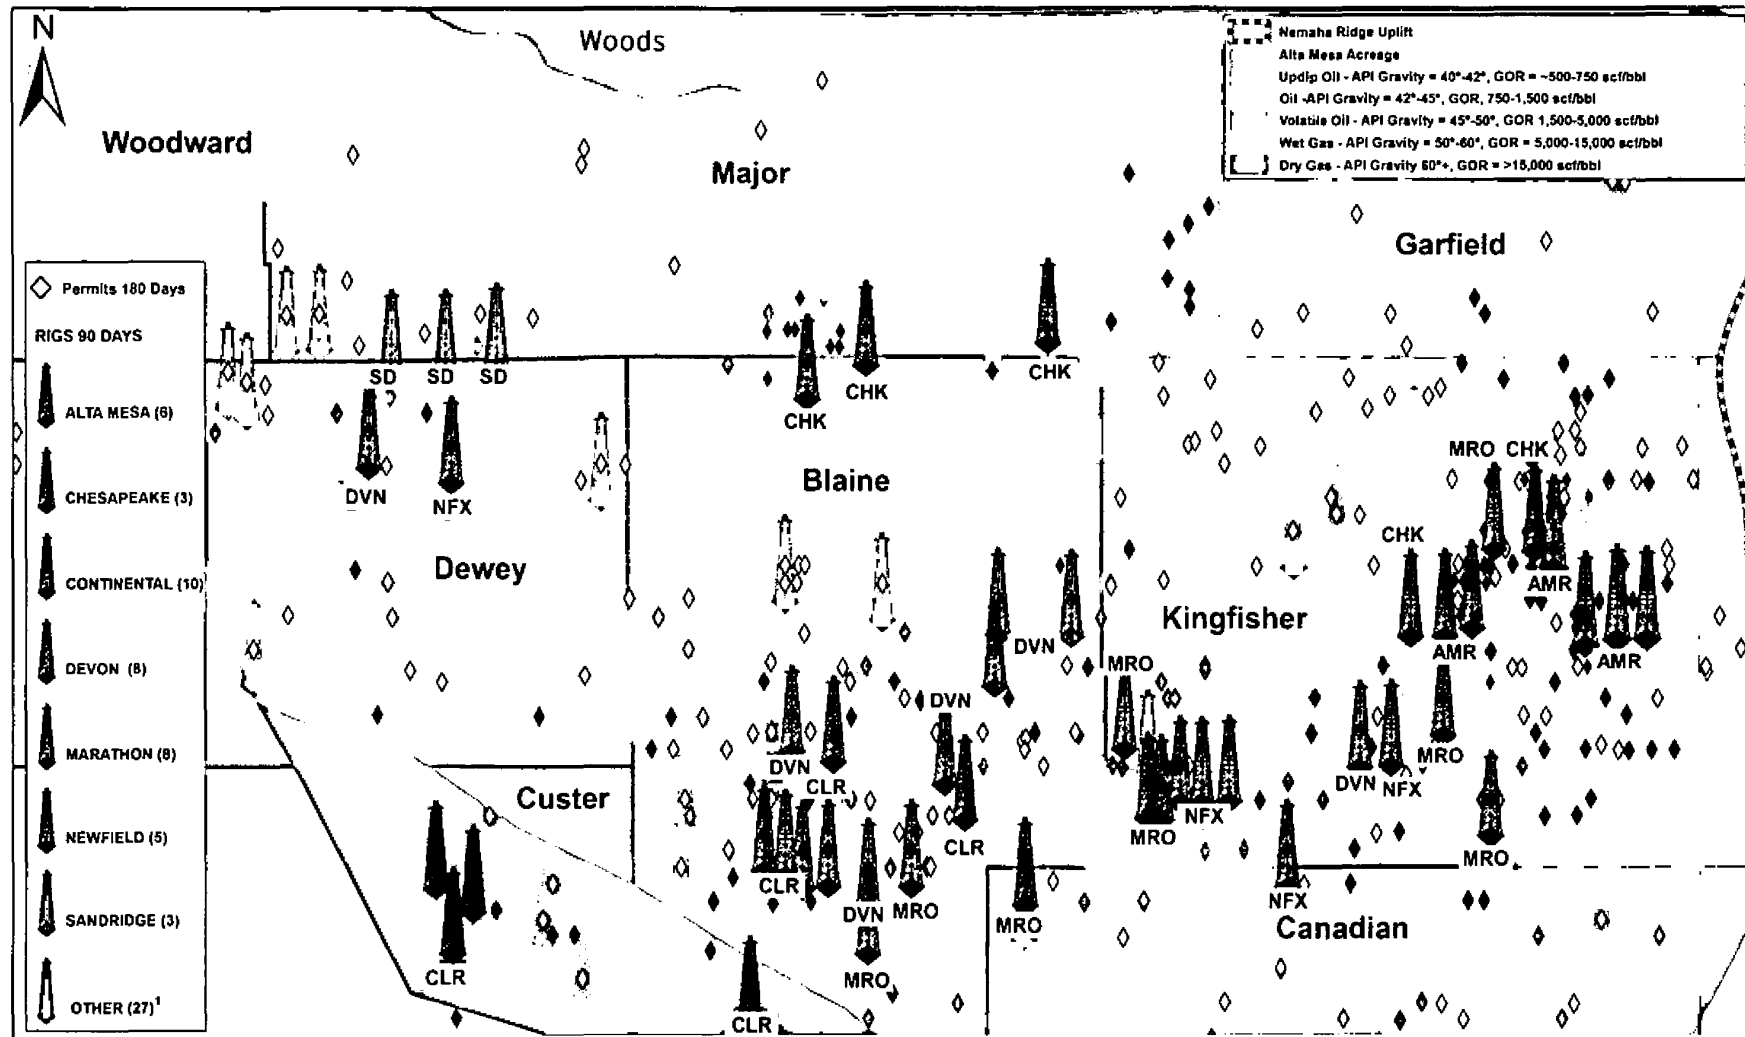 N
Woods
Nemaha Ridge Uplift
Alta Mesa Acreage
Updip Oil - API Gravity = 40°-42°, GOR = ~500-750 scf/bbl
Oil -API Gravity = 42°-45°, GOR, 750-1,500 scf/bbl
Volatile Oil - API Gravity = 45°-50°, GOR 1,500-5,000 scf/bbl
Wet Gas - API Gravity = 50°-60°, GOR = 5,000-15,000 scf/bbl
Dry Gas - API Gravity 60°+, GOR = >15,000 scf/bbl
Woodward
Major
Garfield
Permits 180 Days
RIGS 90 DAYS
ALTA MESA (6)
CHESAPEAKE (3)
CONTINENTAL (10)
DEVON (8)
MARATHON (8)
NEWFIELD (5)
SANDRIDGE (3)
OTHER (27)¹
SD SD SD
CHK
CHK
CHK
DVN
NFX
Blaine
MRO CHK
CHK
Dewey
AMR
Kingfisher
DVN
AMR
AMR
MRO
DVN
MRO
DVN
CLR
DVN
NFX
Custer
NFX
MRO
CLR
MRO
CLR
NFX
DVN
MRO
MRO
Canadian
CLR
MRO
CLR